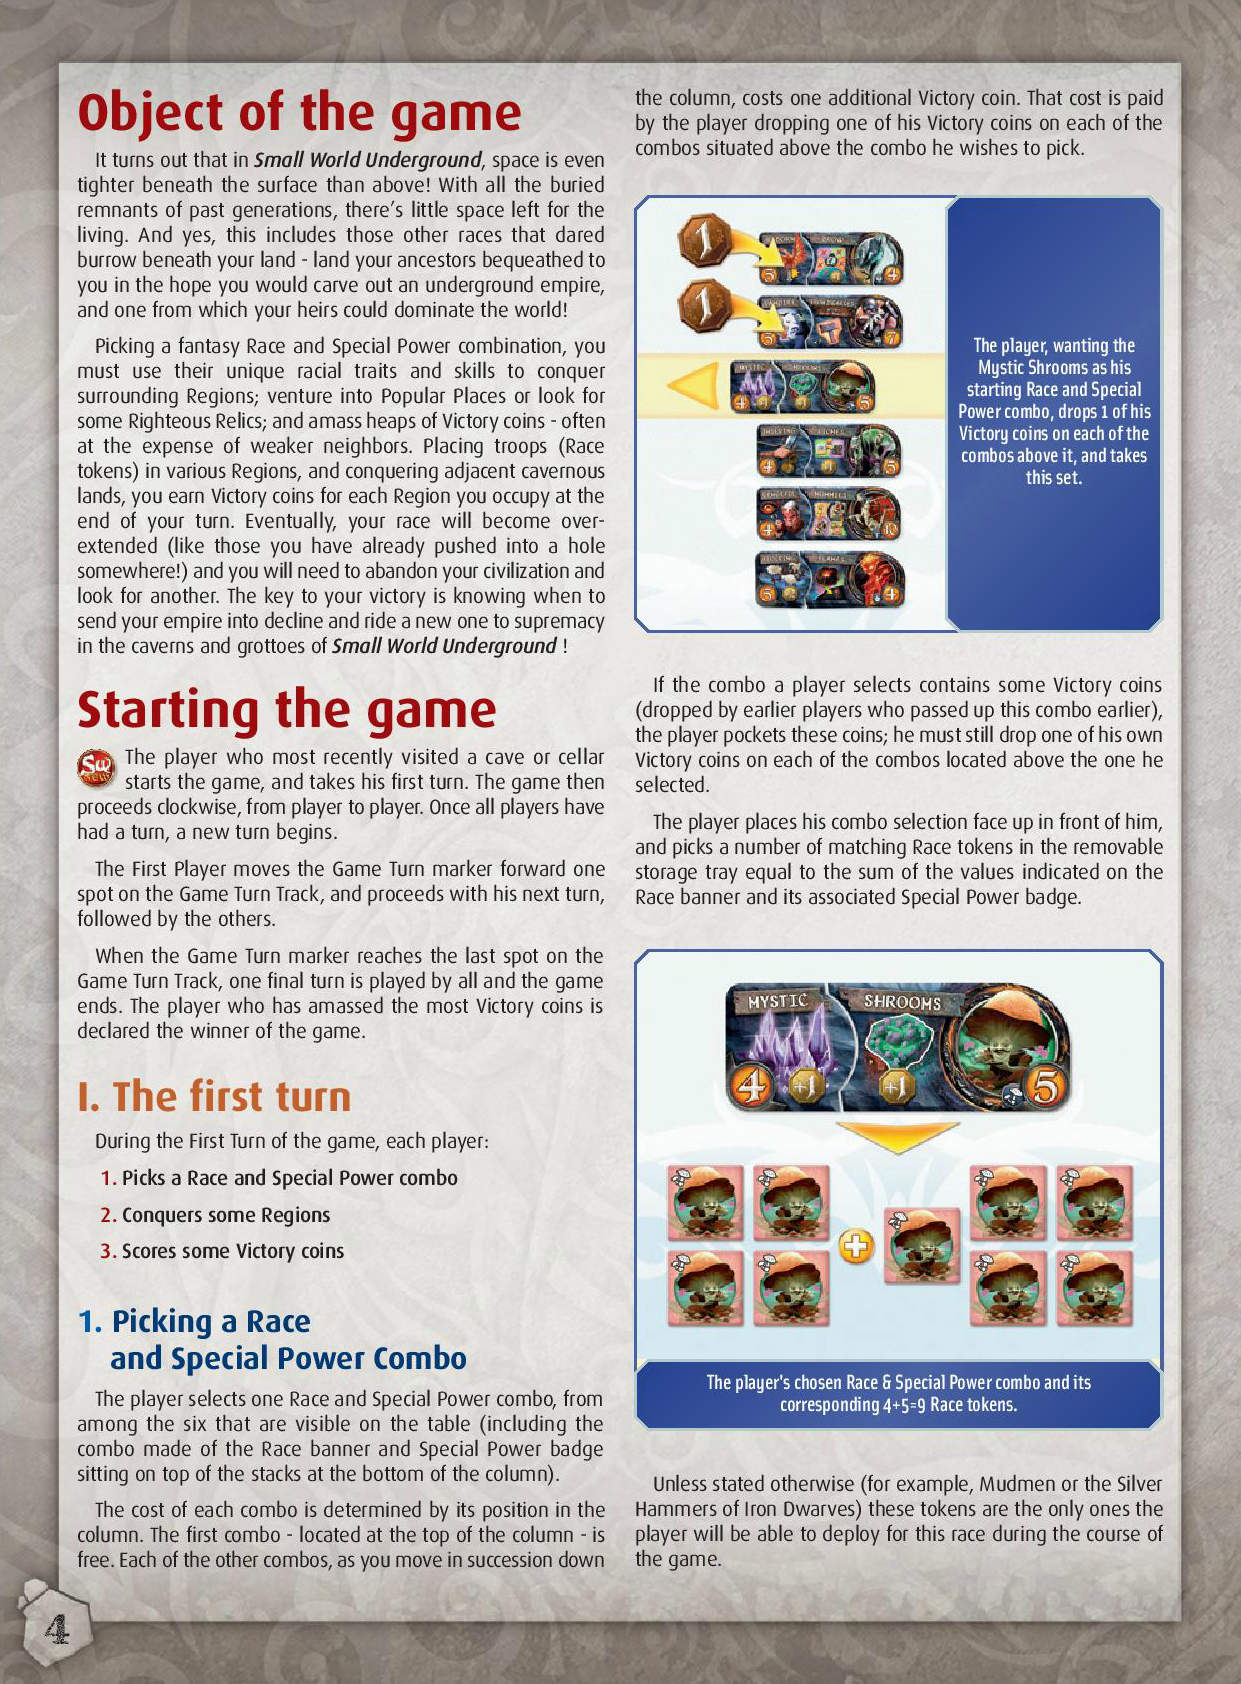 Object of the game
It turns out that in Small World Underground, space is even
tighter beneath the surface than above! With all the buried
remnants of past generations, there's little space left for the
living. And yes, this includes those other races that dared
burrow beneath your land - land your ancestors bequeathed to
you in the hope you would carve out an underground empire,
and one from which your heirs could dominate the world!
Picking a fantasy Race and Special Power combination, you
must use their unique racial traits and skills to conquer
surrounding Regions; venture into Popular Places or look for
some Righteous Relics; and amass heaps of Victory coins - often
at the expense of weaker neighbors. Placing troops (Race
tokens) in various Regions, and conquering adjacent cavernous
lands, you earn Victory coins for each Region you occupy at the
end of your turn. Eventually, your race will become over-
extended (like those you have already pushed into a hole
somewhere!) and you will need to abandon your civilization and
look for another. The key to your victory is knowing when to
send your empire into decline and ride a new one to supremacy
in the caverns and grottoes of Small World Underground !
Starting the game
SW
The player who most recently visited a cave or cellar
starts the game, and takes his first turn. The game then
proceeds clockwise, from player to player. Once all players have
had a turn, a new turn begins.
The First Player moves the Game Turn marker forward one
spot on the Game Turn Track, and proceeds with his next turn,
followed by the others.
When the Game Turn marker reaches the last spot on the
Game Turn Track, one final turn is played by all and the game
ends. The player who has amassed the most Victory coins is
declared the winner of the game.
I. The first turn
During the First Turn of the game, each player:
1. Picks a Race and Special Power combo
2. Conquers some Regions
3. Scores some Victory coins
1. Picking a Race
and Special Power Combo
The player selects one Race and Special Power combo, from
among the six that are visible on the table (including the
combo made of the Race banner and Special Power badge
sitting on top of the stacks at the bottom of the column).
The cost of each combo is determined by its position in the
column. The first combo - located at the top of the column - is
free. Each of the other combos, as you move in succession down
4
the column, costs one additional Victory coin. That cost is paid
by the player dropping one of his Victory coins on each of the
combos situated above the combo he wishes to pick.
1
5 4
1
5 7
MYSTIC SHROOMS
4 +1 +1 5
4 +1 5
4 10
5 4
The player, wanting the
Mystic Shrooms as his
starting Race and Special
Power combo, drops 1 of his
Victory coins on each of the
combos above it, and takes
this set.
If the combo a player selects contains some Victory coins
(dropped by earlier players who passed up this combo earlier),
the player pockets these coins; he must still drop one of his own
Victory coins on each of the combos located above the one he
selected.
The player places his combo selection face up in front of him,
and picks a number of matching Race tokens in the removable
storage tray equal to the sum of the values indicated on the
Race banner and its associated Special Power badge.
MYSTIC SHROOMS
4 +1 +1 5
The player's chosen Race & Special Power combo and its
corresponding 4+5=9 Race tokens.
Unless stated otherwise (for example, Mudmen or the Silver
Hammers of Iron Dwarves) these tokens are the only ones the
player will be able to deploy for this race during the course of
the game.